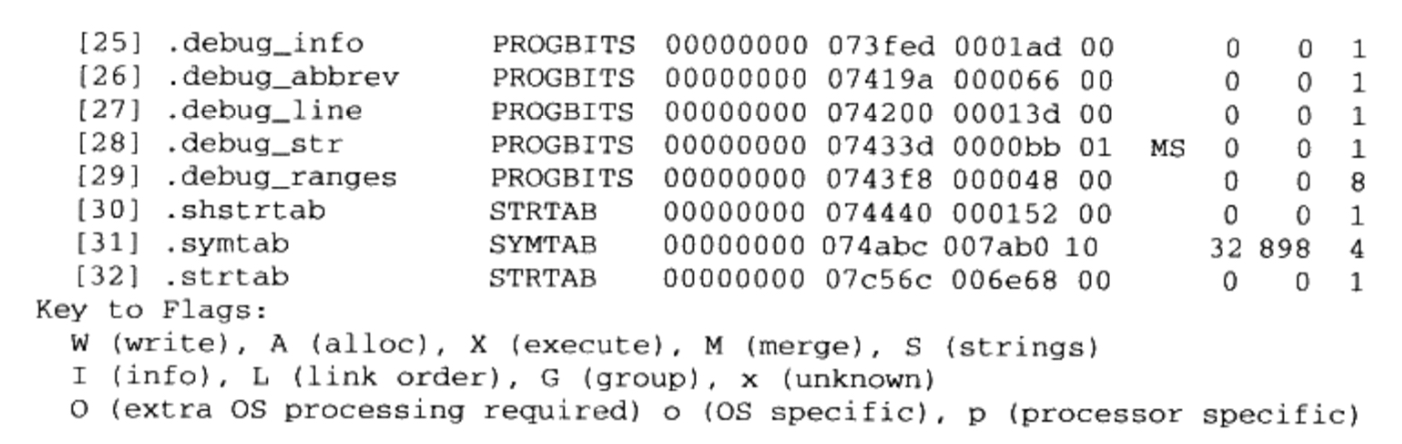 [25] .debug_info PROGBITS 00000000 073fed 0001ad 00 0 0 1
[26] .debug_abbrev PROGBITS 00000000 07419a 000066 00 0 0 1
[27] .debug_line PROGBITS 00000000 074200 00013d 00 0 0 1
[28] .debug_str PROGBITS 00000000 07433d 0000bb 01 MS 0 0 1
[29] .debug_ranges PROGBITS 00000000 0743f8 000048 00 0 0 8
[30] .shstrtab STRTAB 00000000 074440 000152 00 0 0 1
[31] .symtab SYMTAB 00000000 074abc 007ab0 10 32 898 4
[32] .strtab STRTAB 00000000 07c56c 006e68 00 0 0 1
Key to Flags:
W (write), A (alloc), X (execute), M (merge), S (strings)
I (info), L (link order), G (group), x (unknown)
O (extra OS processing required) o (OS specific), p (processor specific)